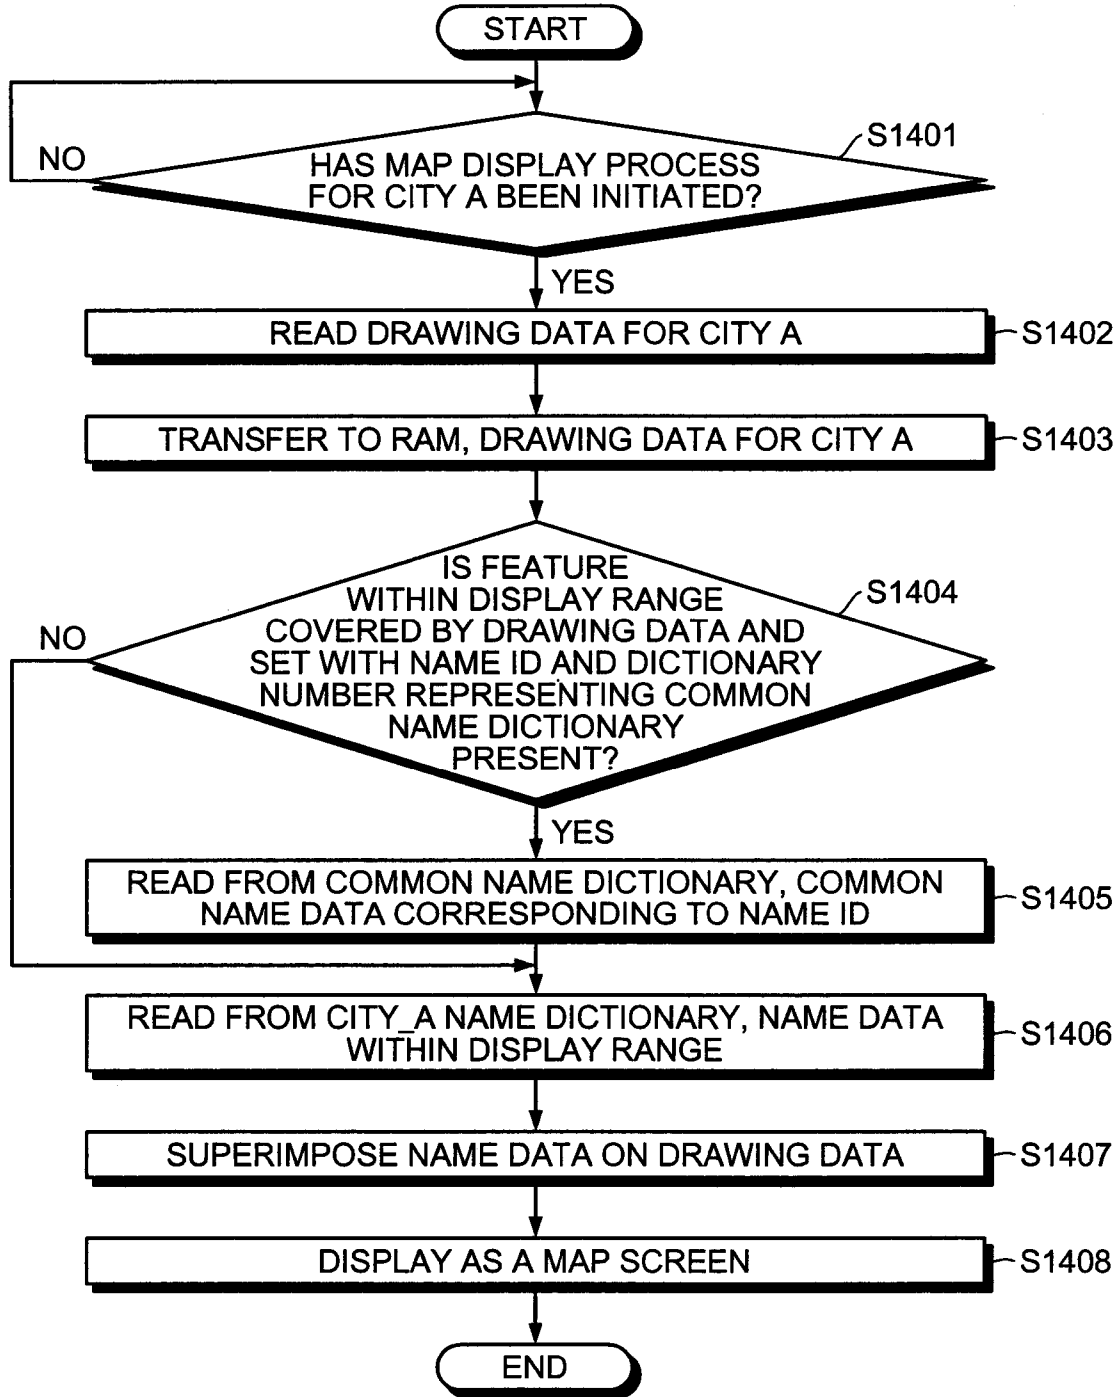 START
S1401
NO
HAS MAP DISPLAY PROCESS
FOR CITY A BEEN INITIATED?
YES
READ DRAWING DATA FOR CITY A
S1402
TRANSFER TO RAM, DRAWING DATA FOR CITY A
S1403
IS FEATURE
WITHIN DISPLAY RANGE
S1404
COVERED BY DRAWING DATA AND
NO
SET WITH NAME ID AND DICTIONARY
NUMBER REPRESENTING COMMON
NAME DICTIONARY
PRESENT?
YES
READ FROM COMMON NAME DICTIONARY, COMMON
NAME DATA CORRESPONDING TO NAME ID
S1405
READ FROM CITY_A NAME DICTIONARY, NAME DATA
WITHIN DISPLAY RANGE
S1406
SUPERIMPOSE NAME DATA ON DRAWING DATA
S1407
DISPLAY AS A MAP SCREEN
S1408
END